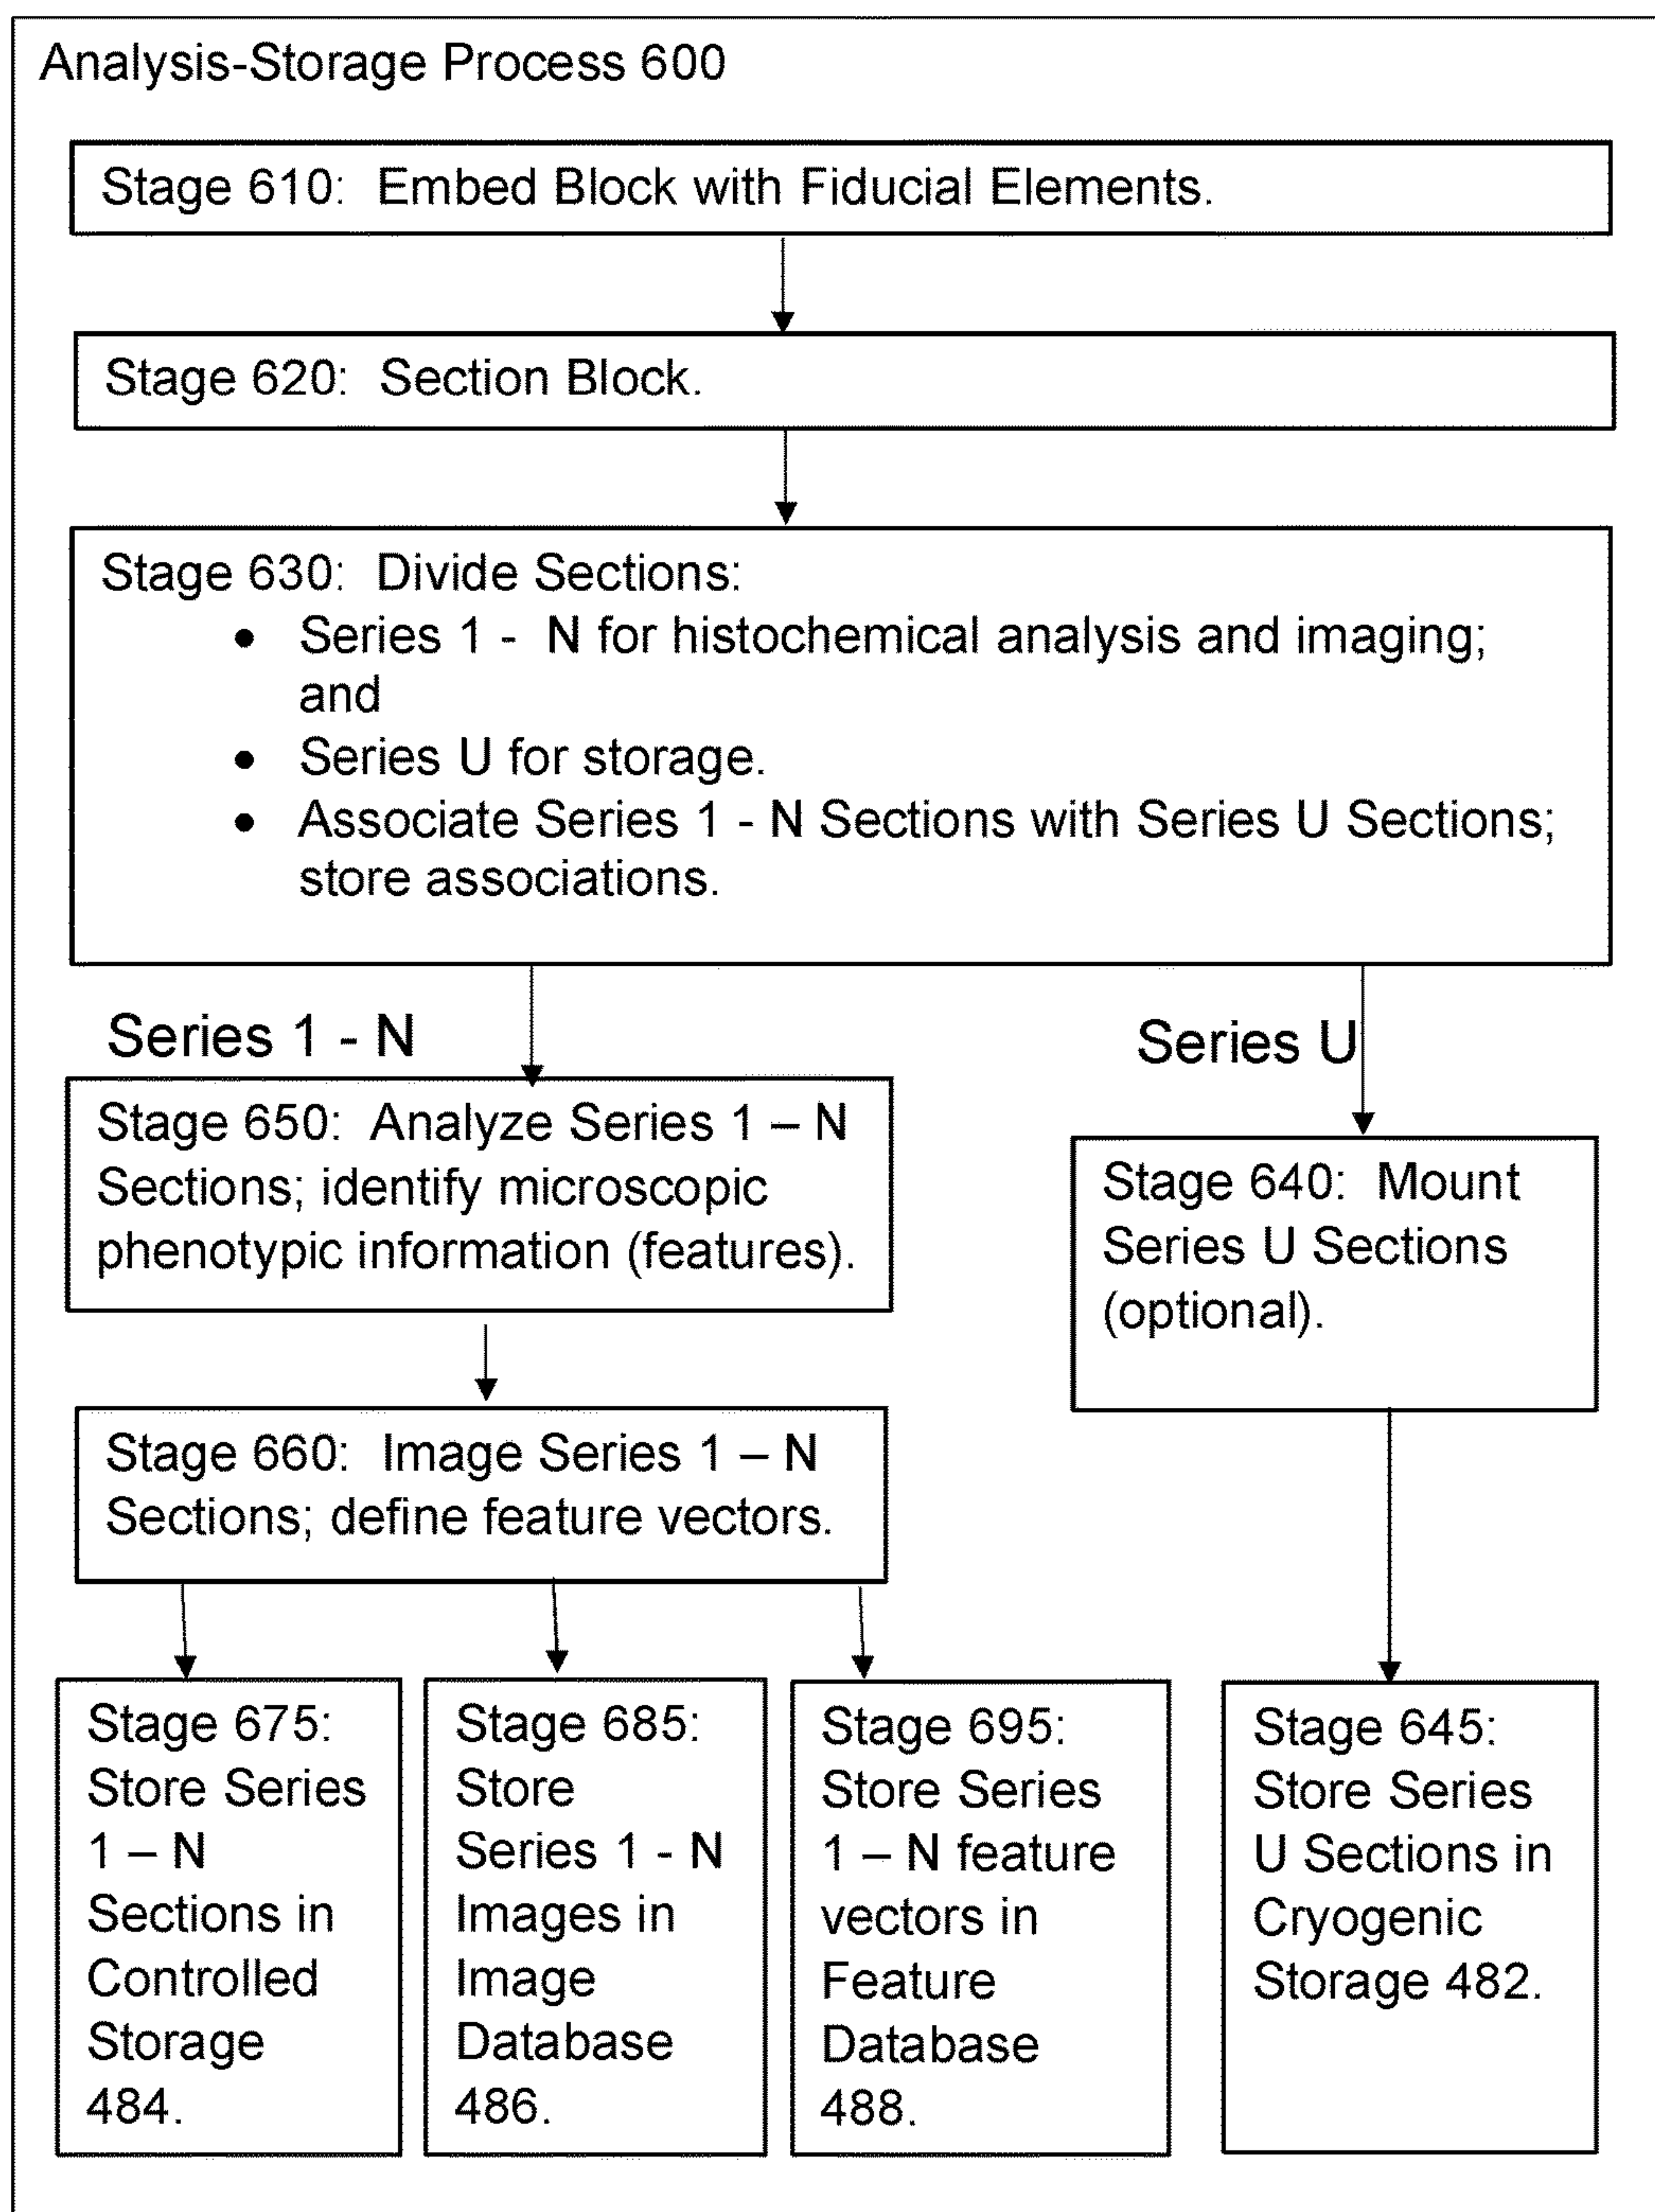 Analysis-Storage Process 600
Stage 610:  Embed Block with Fiducial Elements.
Stage 620:  Section Block.
Stage 630:  Divide Sections:
• Series 1 -  N for histochemical analysis and imaging;
and
• Series U for storage.
• Associate Series 1 - N Sections with Series U Sections;
store associations.
Series 1 - N
Series U
Stage 650:  Analyze Series 1 – N
Sections; identify microscopic
phenotypic information (features).
Stage 640:  Mount
Series U Sections
(optional).
Stage 660:  Image Series 1 – N
Sections; define feature vectors.
Stage 675:
Store Series
1 – N
Sections in
Controlled
Storage
484.
Stage 685:
Store
Series 1 - N
Images in
Image
Database
486.
Stage 695:
Store Series
1 – N feature
vectors in
Feature
Database
488.
Stage 645:
Store Series
U Sections in
Cryogenic
Storage 482.